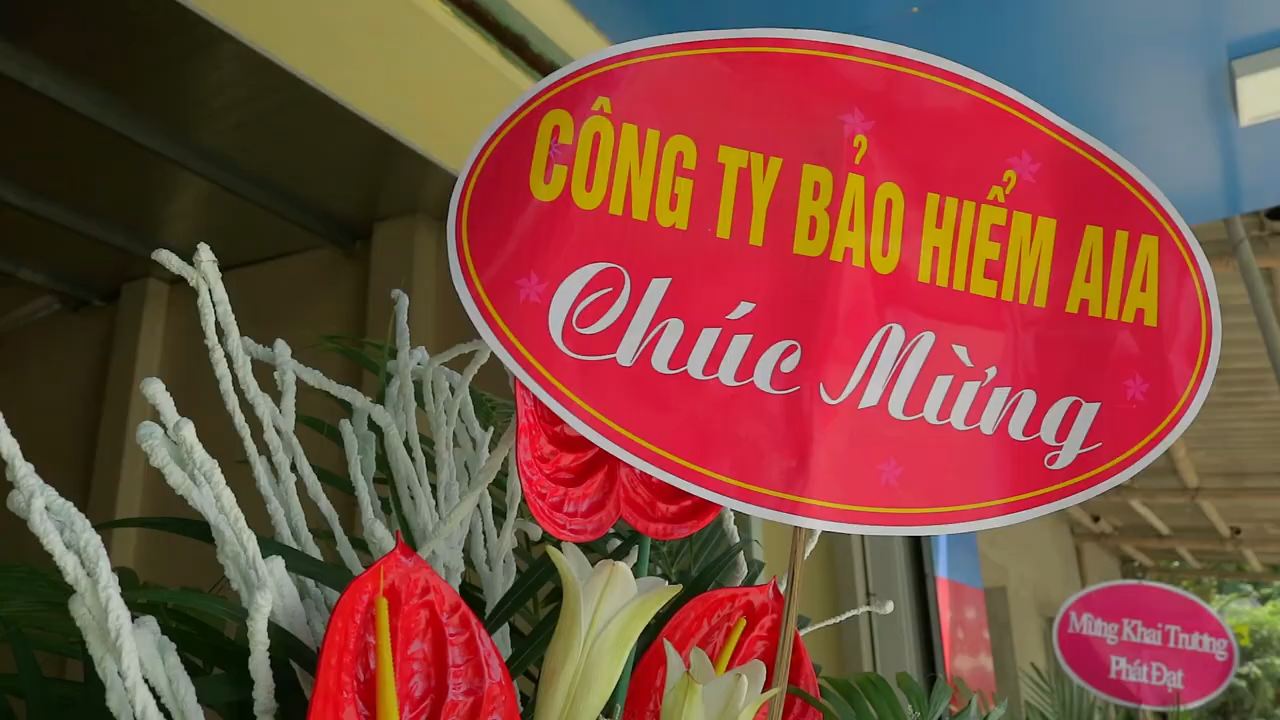 CÔNG TY BẢO HIỂM AIA
Chúc Mừng
Mừng Khai Trương
Phát Đạt